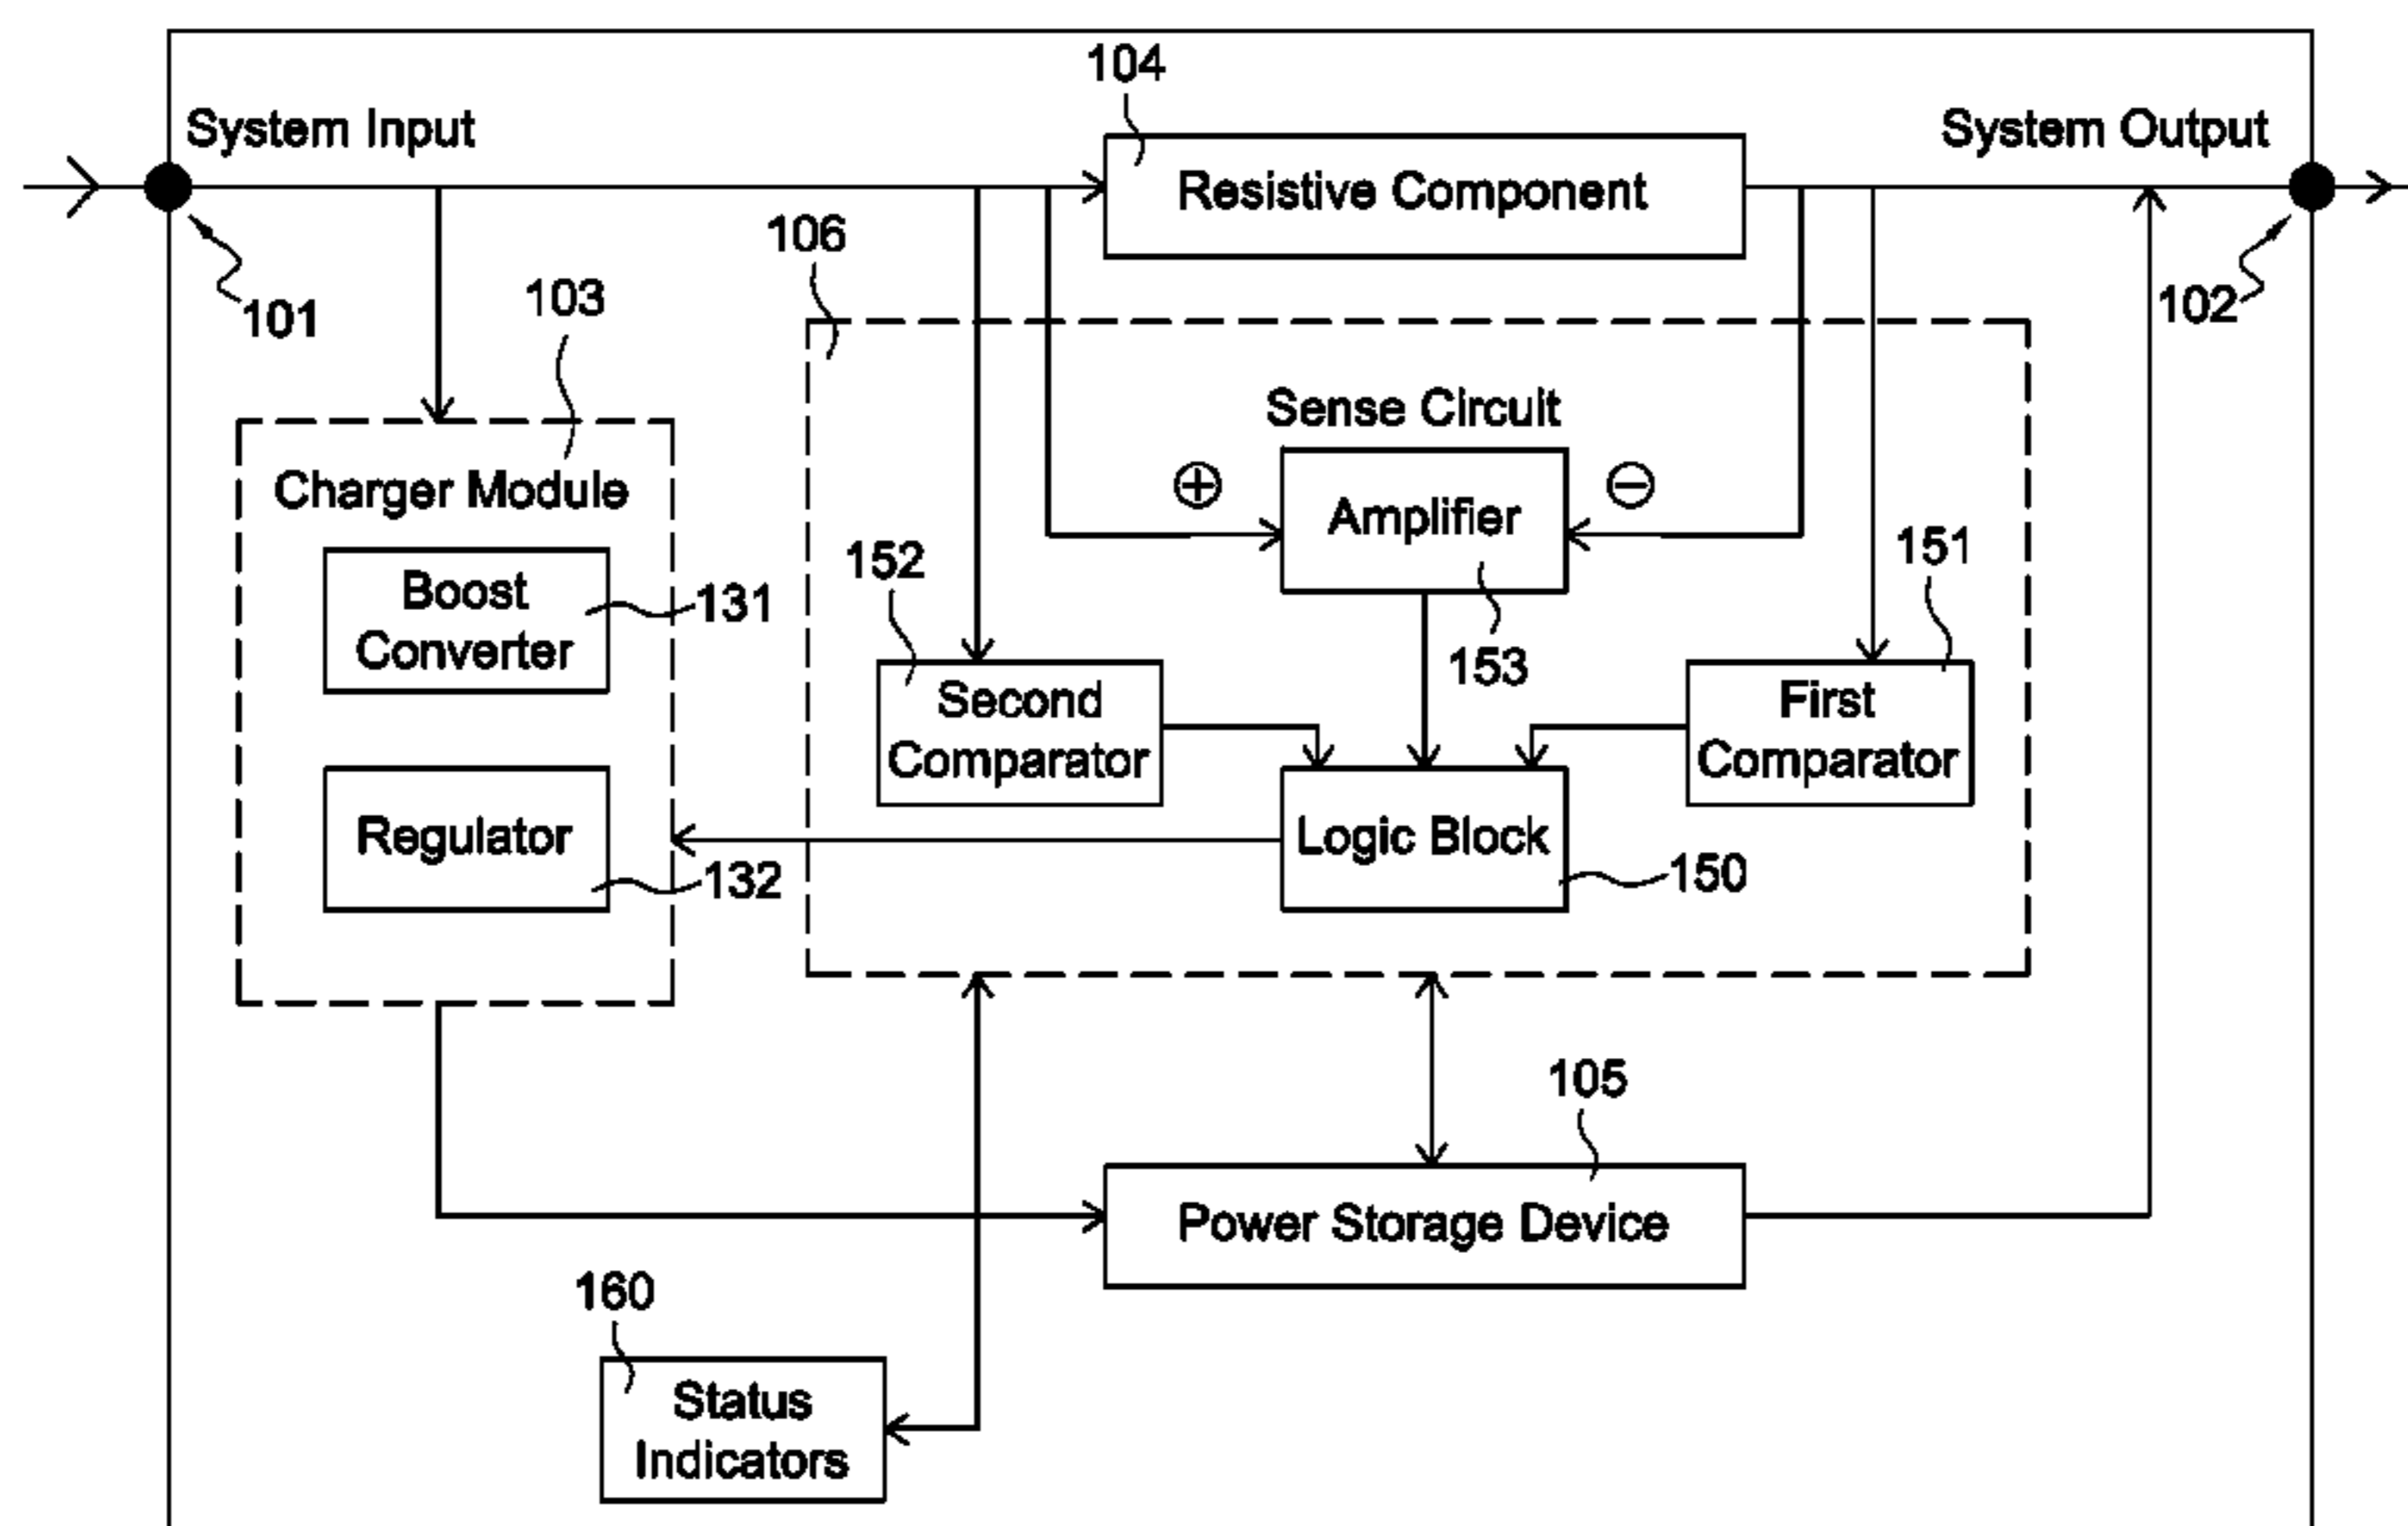 104
System Input
System Output
Resistive Component
106
101
103
102
Sense Circuit
Charger Module
⊕
Amplifier
⊖
152
151
Boost
Converter
131
153
Second
Comparator
First
Comparator
Regulator
132
Logic Block
150
105
Power Storage Device
160
Status
Indicators